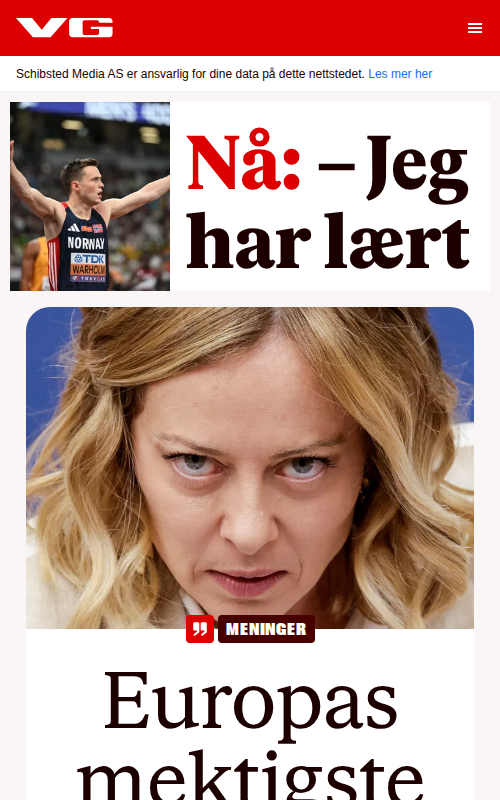 VG
Schibsted Media AS er ansvarlig for dine data på dette nettstedet. Les mer her
NORWAY
TDK
WARHOLM
TOKYO
Nå: – Jeg
har lært
MENINGER
Europas
mektigste